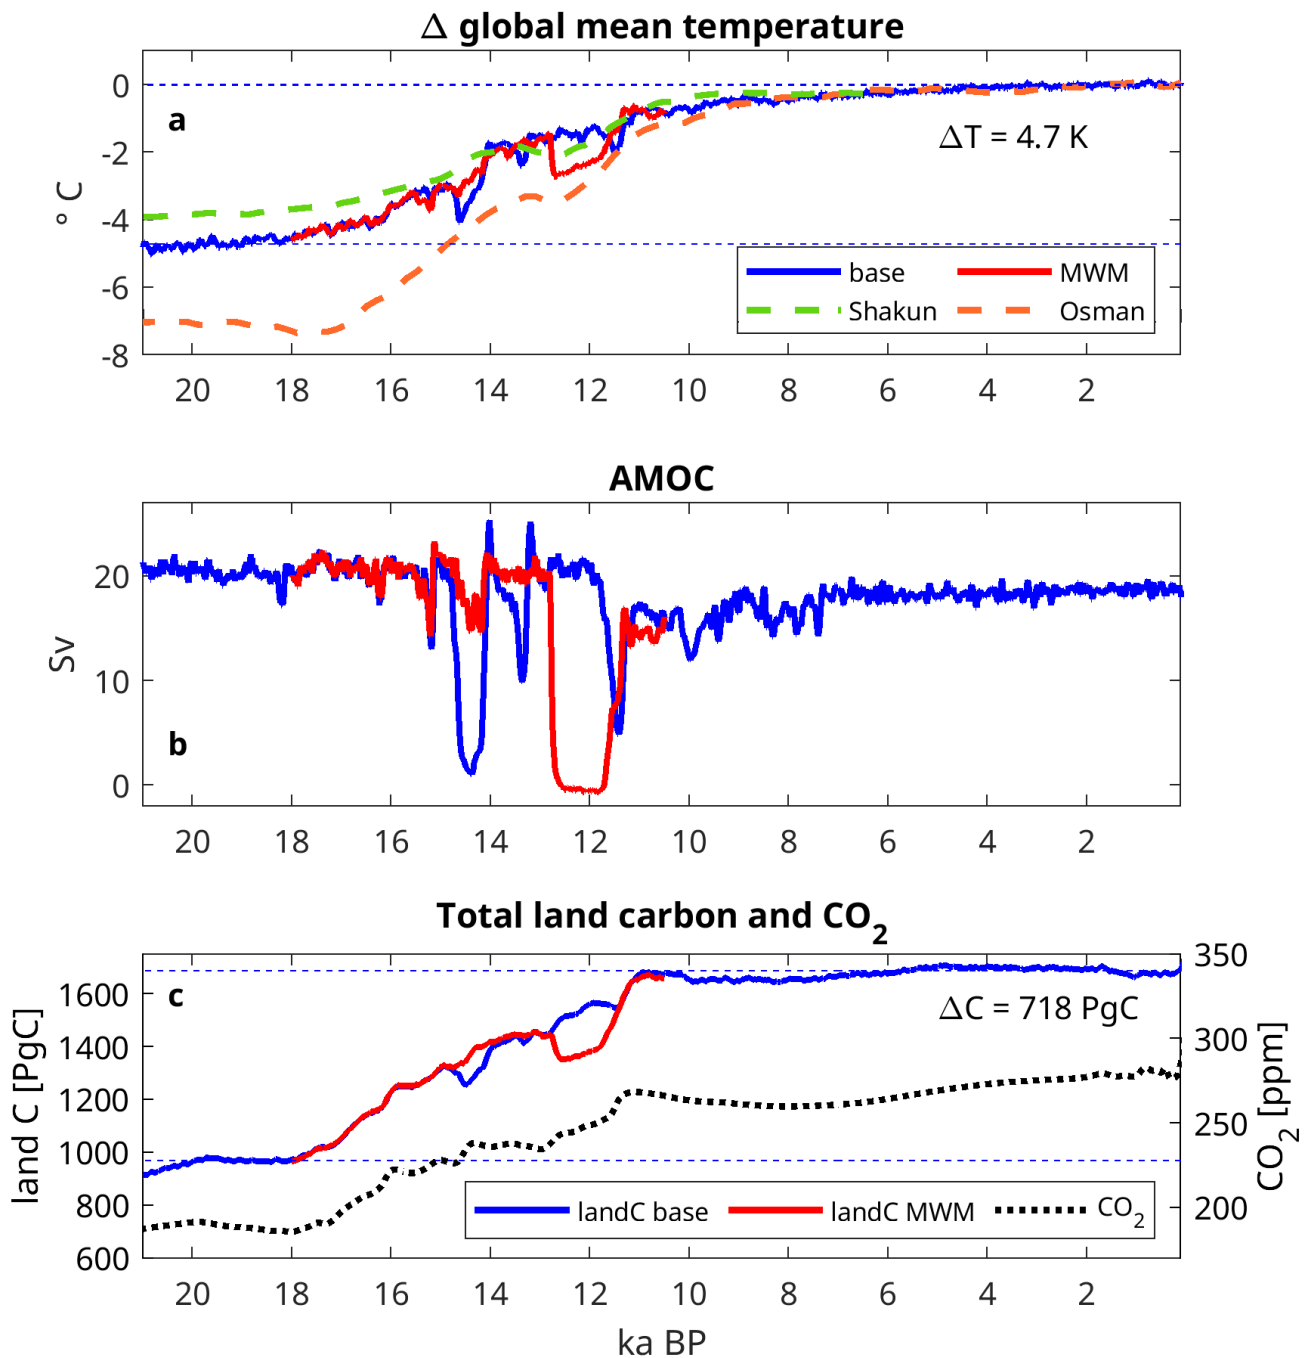 Δ global mean temperature
0
-2
-4
-6
-8
° C
a
ΔT = 4.7 K
base
MWM
Shakun
Osman
20 18 16 14 12 10 8 6 4 2
AMOC
20
10
0
Sv
b
20 18 16 14 12 10 8 6 4 2
Total land carbon and CO2
1600
1400
1200
1000
800
600
land C [PgC]
c
ΔC = 718 PgC
350
300
250
200
CO2 [ppm]
landC base
landC MWM
CO2
20 18 16 14 12 10 8 6 4 2
ka BP